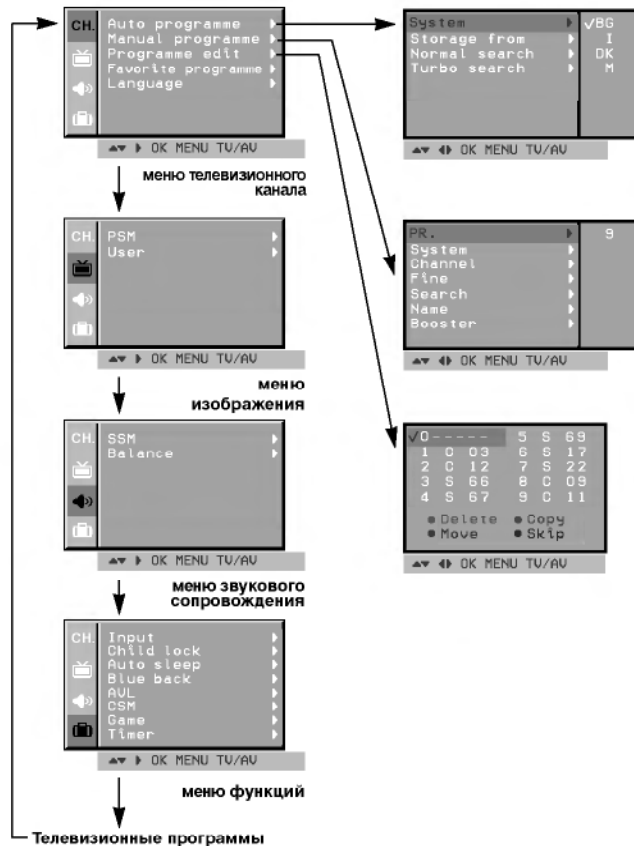 CH.
Auto programme
Manual programme
Programme edit
Favorite programme
Language
OK MENU TV/AV
System
Storage from
Normal search
Turbo search
✓BG
I
DK
M
OK MENU TV/AV
меню телевизионного
канала
CH.
PSM
User
OK MENU TV/AV
PR.
System
Channel
Fine
Search
Name
Booster
9
OK MENU TV/AV
меню
изображения
CH.
SSM
Balance
OK MENU TV/AV
✓0----- 5 S 69
1 C 03 6 S 17
2 C 12 7 S 22
3 S 66 8 C 09
4 S 67 9 C 11
Delete Copy
Move Skip
OK MENU TV/AV
меню звукового
сопровождения
CH.
Input
Child lock
Auto sleep
Blue back
AVL
CSM
Game
Timer
OK MENU TV/AV
меню функций
Телевизионные программы